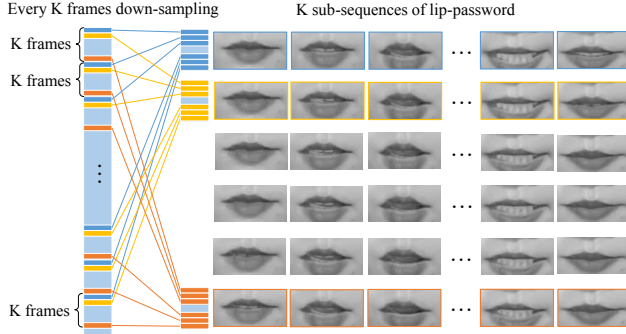 Every K frames down-sampling
K sub-sequences of lip-password
K frames
K frames
K frames